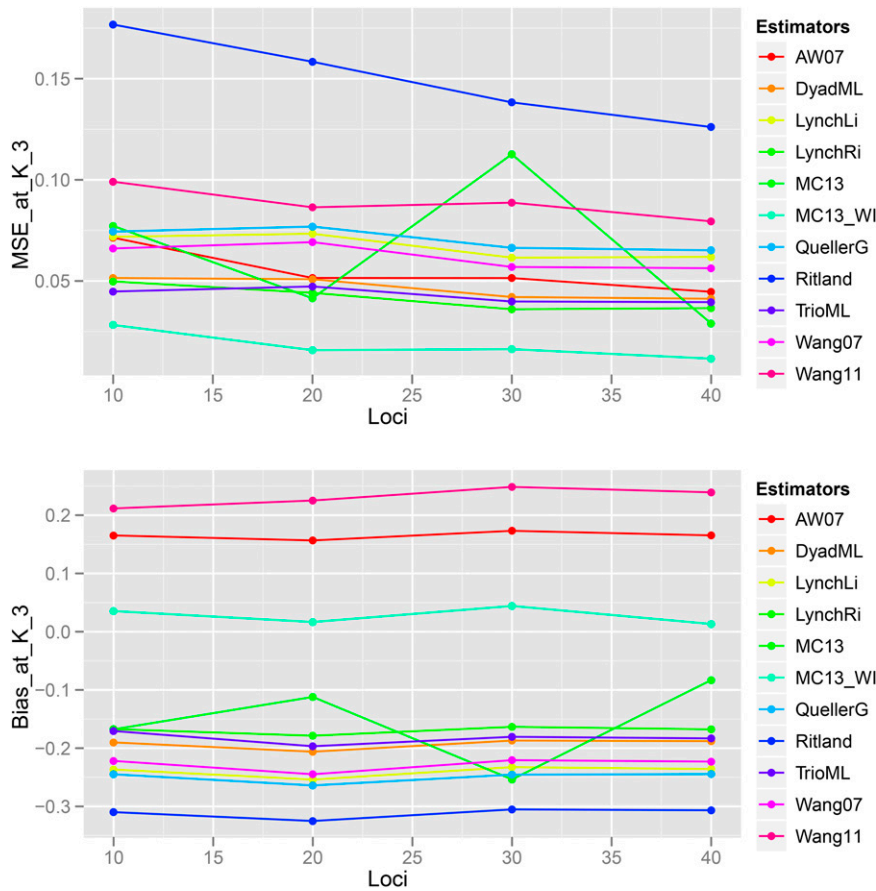 MSE_at_K_3
0.15
0.10
0.05
10
15
20
25
30
35
40
Loci
Estimators
AW07
DyadML
LynchLi
LynchRi
MC13
MC13_WI
QuellerG
Ritland
TrioML
Wang07
Wang11
Bias_at_K_3
0.2
0.1
0.0
−0.1
−0.2
−0.3
10
15
20
25
30
35
40
Loci
Estimators
AW07
DyadML
LynchLi
LynchRi
MC13
MC13_WI
QuellerG
Ritland
TrioML
Wang07
Wang11